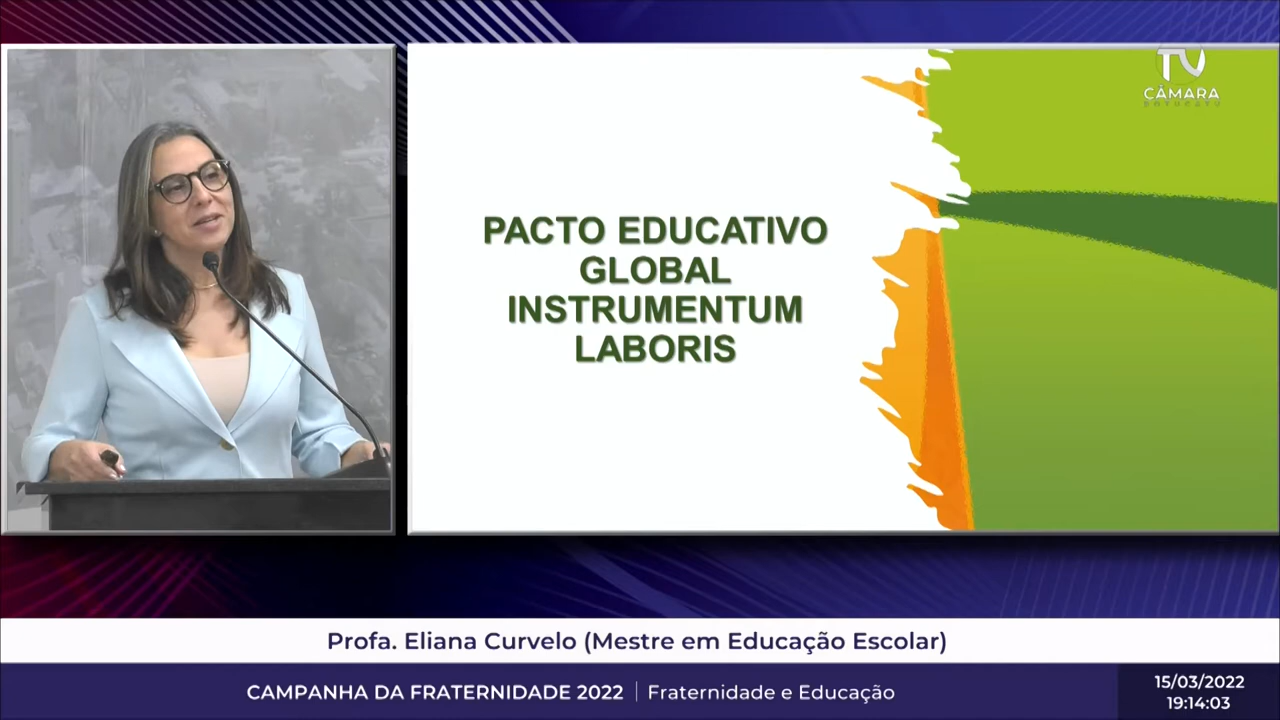 TV
CÂMARA
BOTUCATU
PACTO EDUCATIVO
GLOBAL
INSTRUMENTUM
LABORIS
Profa. Eliana Curvelo (Mestre em Educação Escolar)
CAMPANHA DA FRATERNIDADE 2022 | Fraternidade e Educação
15/03/2022
19:14:03